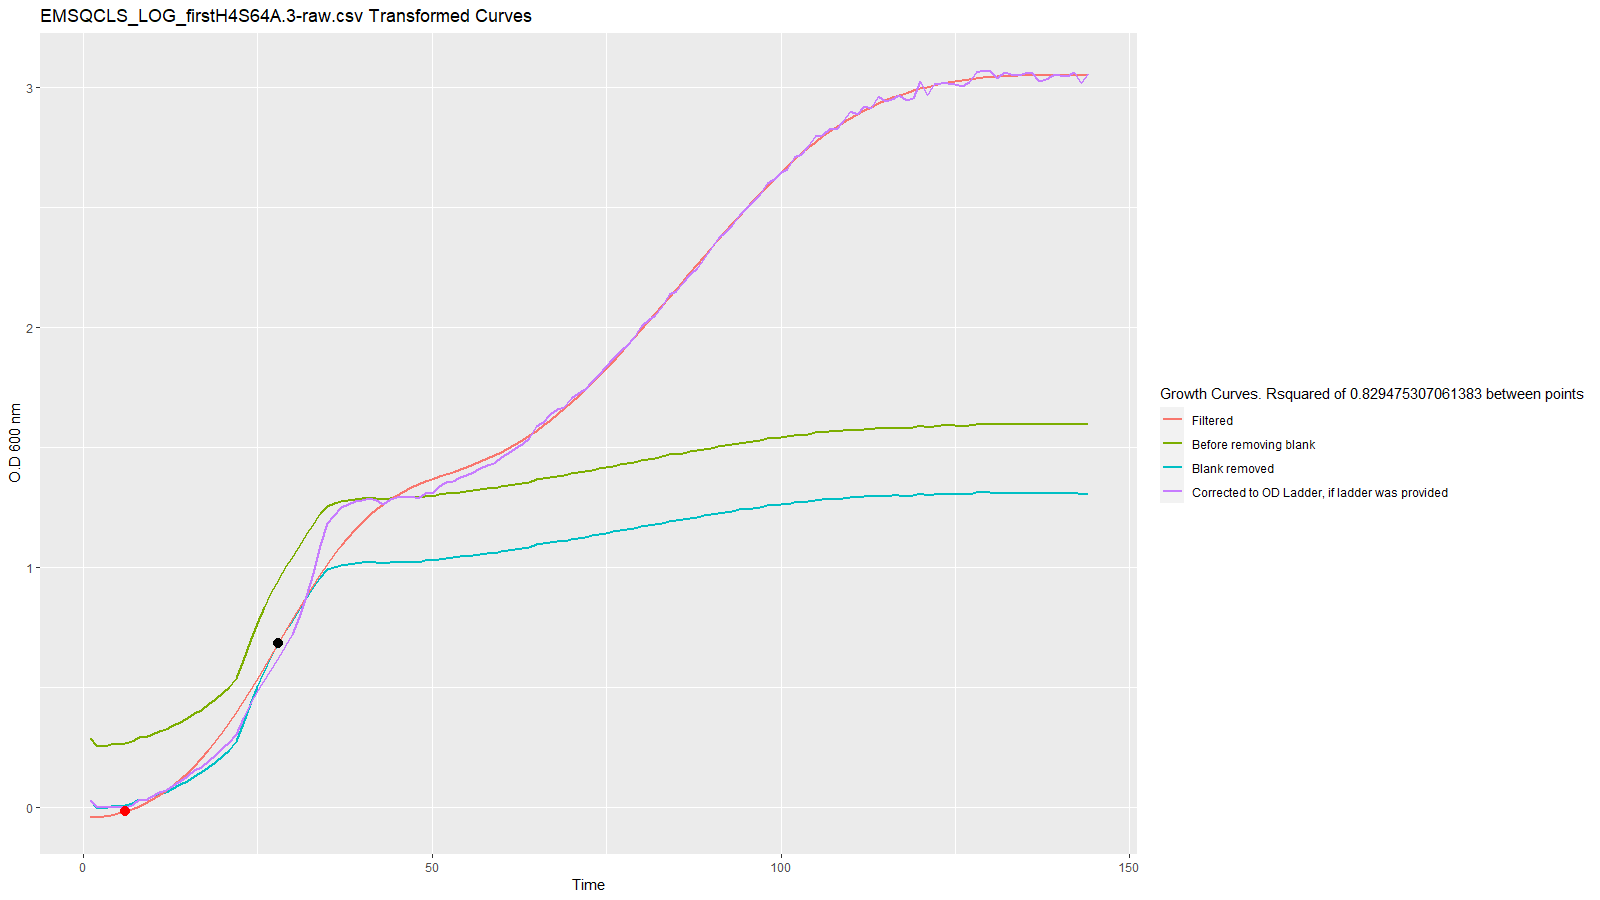 EMSQCLS_LOG_firstH4S64A.3-raw.csv Transformed Curves
3
2
1
0
O.D 600 nm
0
50
100
150
Time
Growth Curves. Rsquared of 0.829475307061383 between points
Filtered
Before removing blank
Blank removed
Corrected to OD Ladder, if ladder was provided